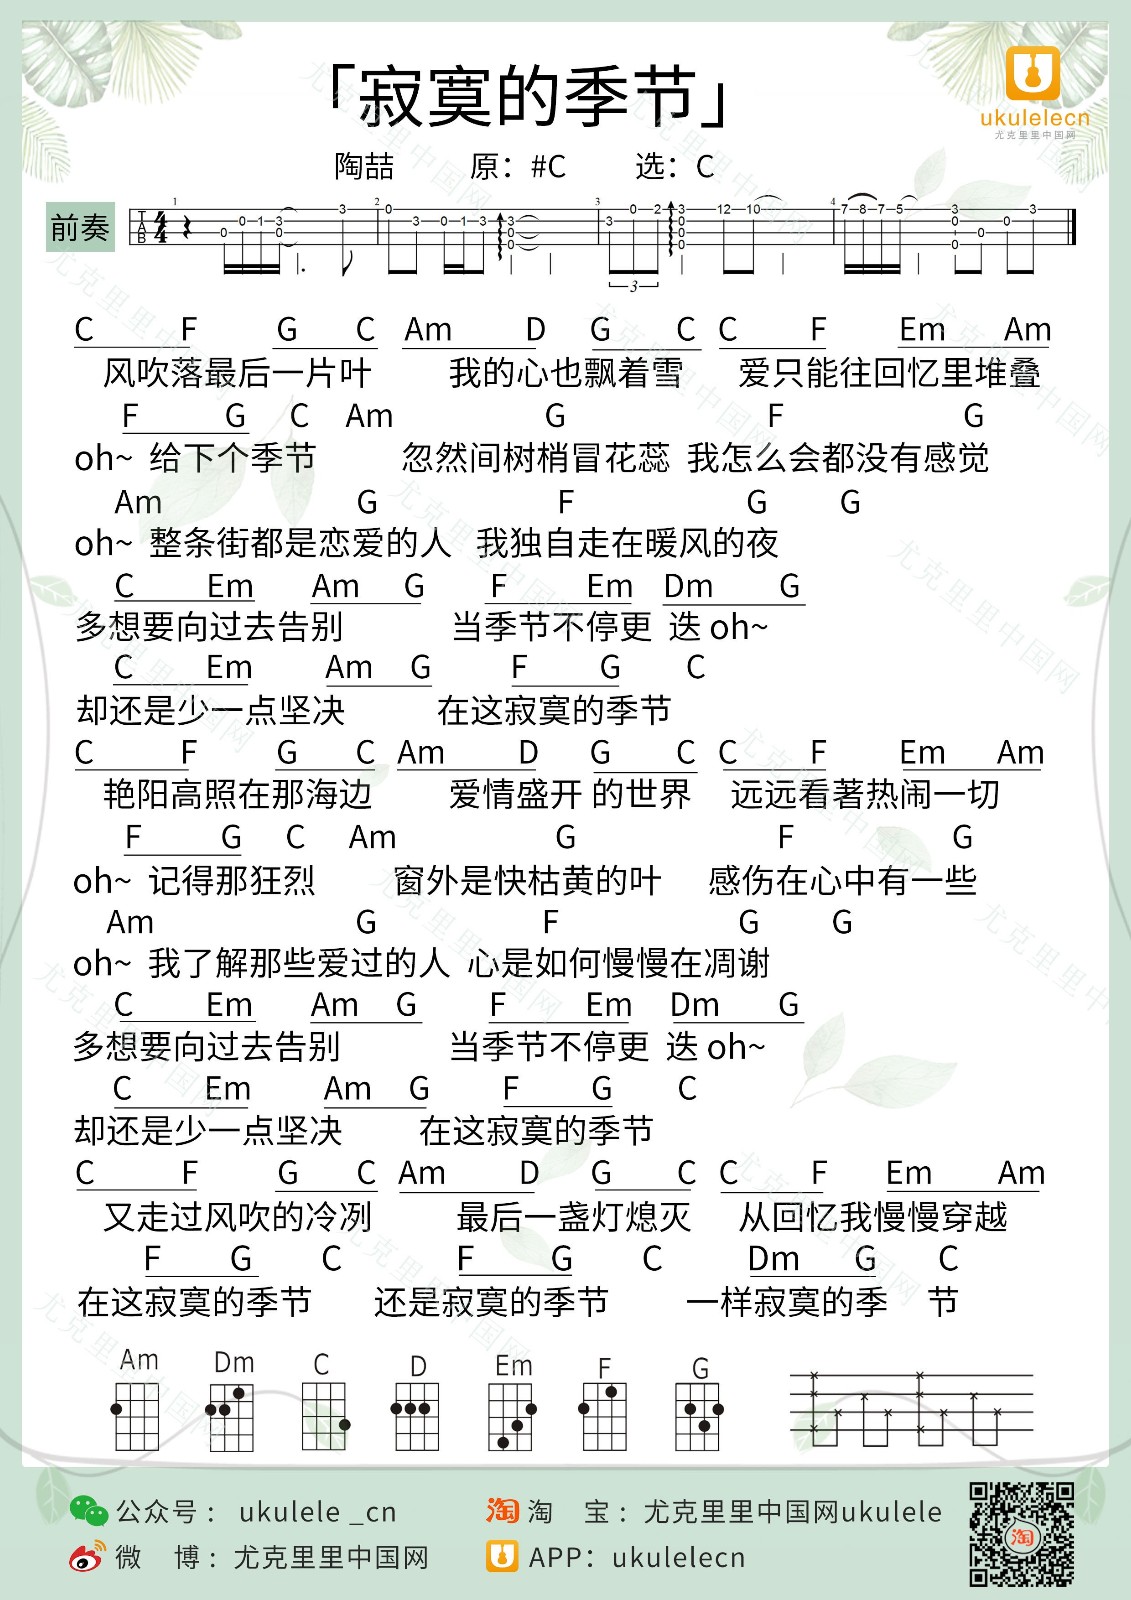 「寂寞的季节」
ukulelecn
尤克里里中国网
陶喆 原：#C 选：C
前奏
1 2 3 4
T A B 4/4
0 0 1 3 0 3 0 3 0 1 3 3 0 0 3 0 2 3 0 0 0 12 10 7 8 7 5 3 0 0 0 0 3
3
C F G C Am D G C C F Em Am
风吹落最后一片叶 我的心也飘着雪 爱只能往回忆里堆叠
F G C Am G F G
oh~ 给下个季节 忽然间树梢冒花蕊 我怎么会都没有感觉
Am G F G G
oh~ 整条街都是恋爱的人 我独自走在暖风的夜
C Em Am G F Em Dm G
多想要向过去告别 当季节不停更 迭 oh~
C Em Am G F G C
却还是少一点坚决 在这寂寞的季节
C F G C Am D G C C F Em Am
艳阳高照在那海边 爱情盛开 的世界 远远看著热闹一切
F G C Am G F G
oh~ 记得那狂烈 窗外是快枯黄的叶 感伤在心中有一些
Am G F G G
oh~ 我了解那些爱过的人 心是如何慢慢在凋谢
C Em Am G F Em Dm G
多想要向过去告别 当季节不停更 迭 oh~
C Em Am G F G C
却还是少一点坚决 在这寂寞的季节
C F G C Am D G C C F Em Am
又走过风吹的冷冽 最后一盏灯熄灭 从回忆我慢慢穿越
F G C F G C Dm G C
在这寂寞的季节 还是寂寞的季节 一样寂寞的季 节
Am Dm C D Em F G
公众号： ukulele _cn
淘 淘 宝：尤克里里中国网ukulele
微 博：尤克里里中国网
APP：ukulelecn
淘